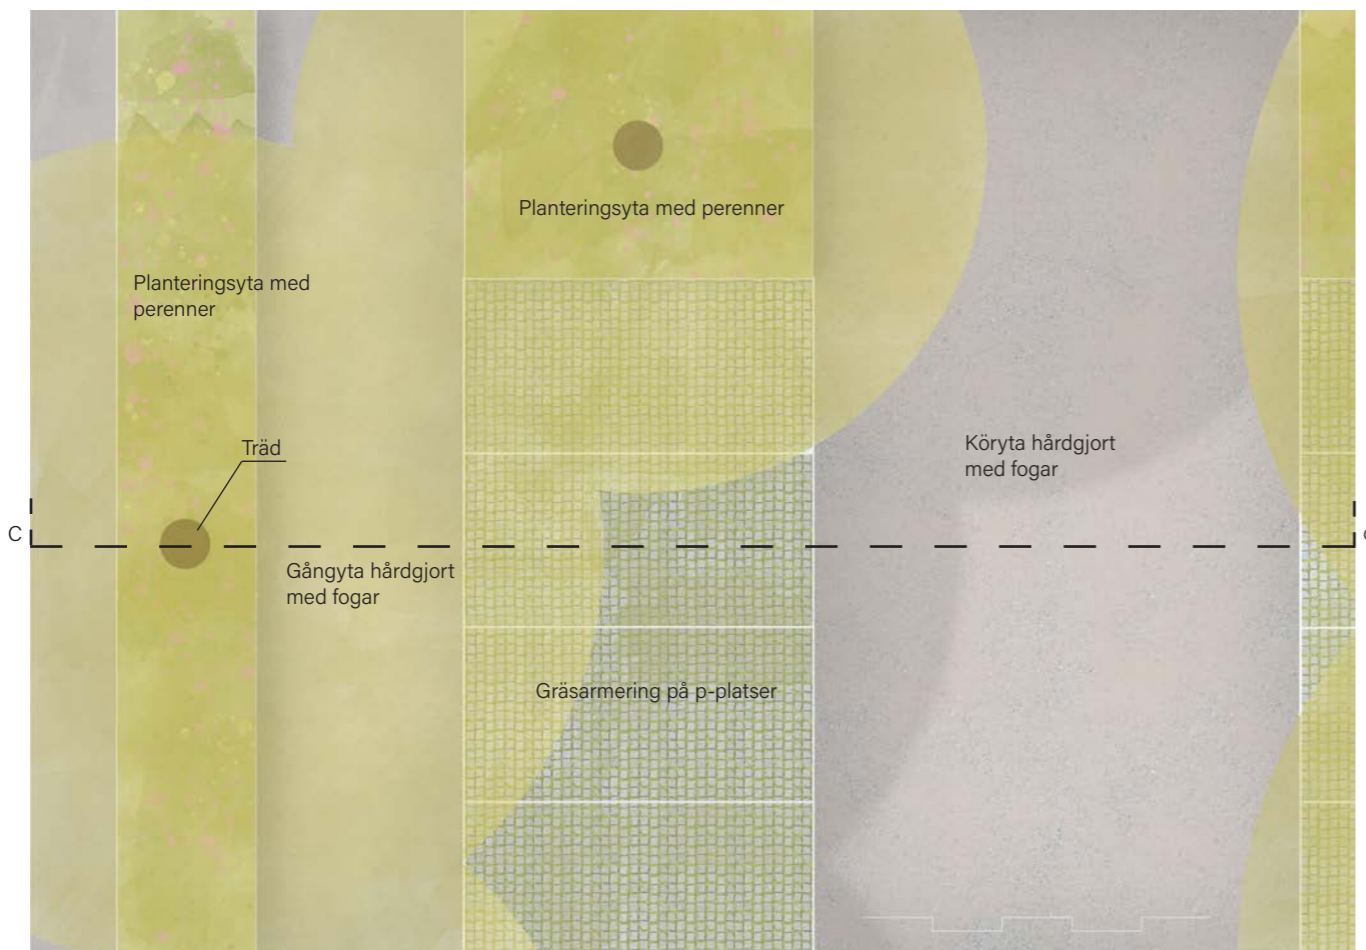 Planteringsyta med perenner
Planteringsyta med
perenner
Träd
Köryta hårdgjort
med fogar
C
Gångyta hårdgjort
med fogar
Gräsarmering på p-platser